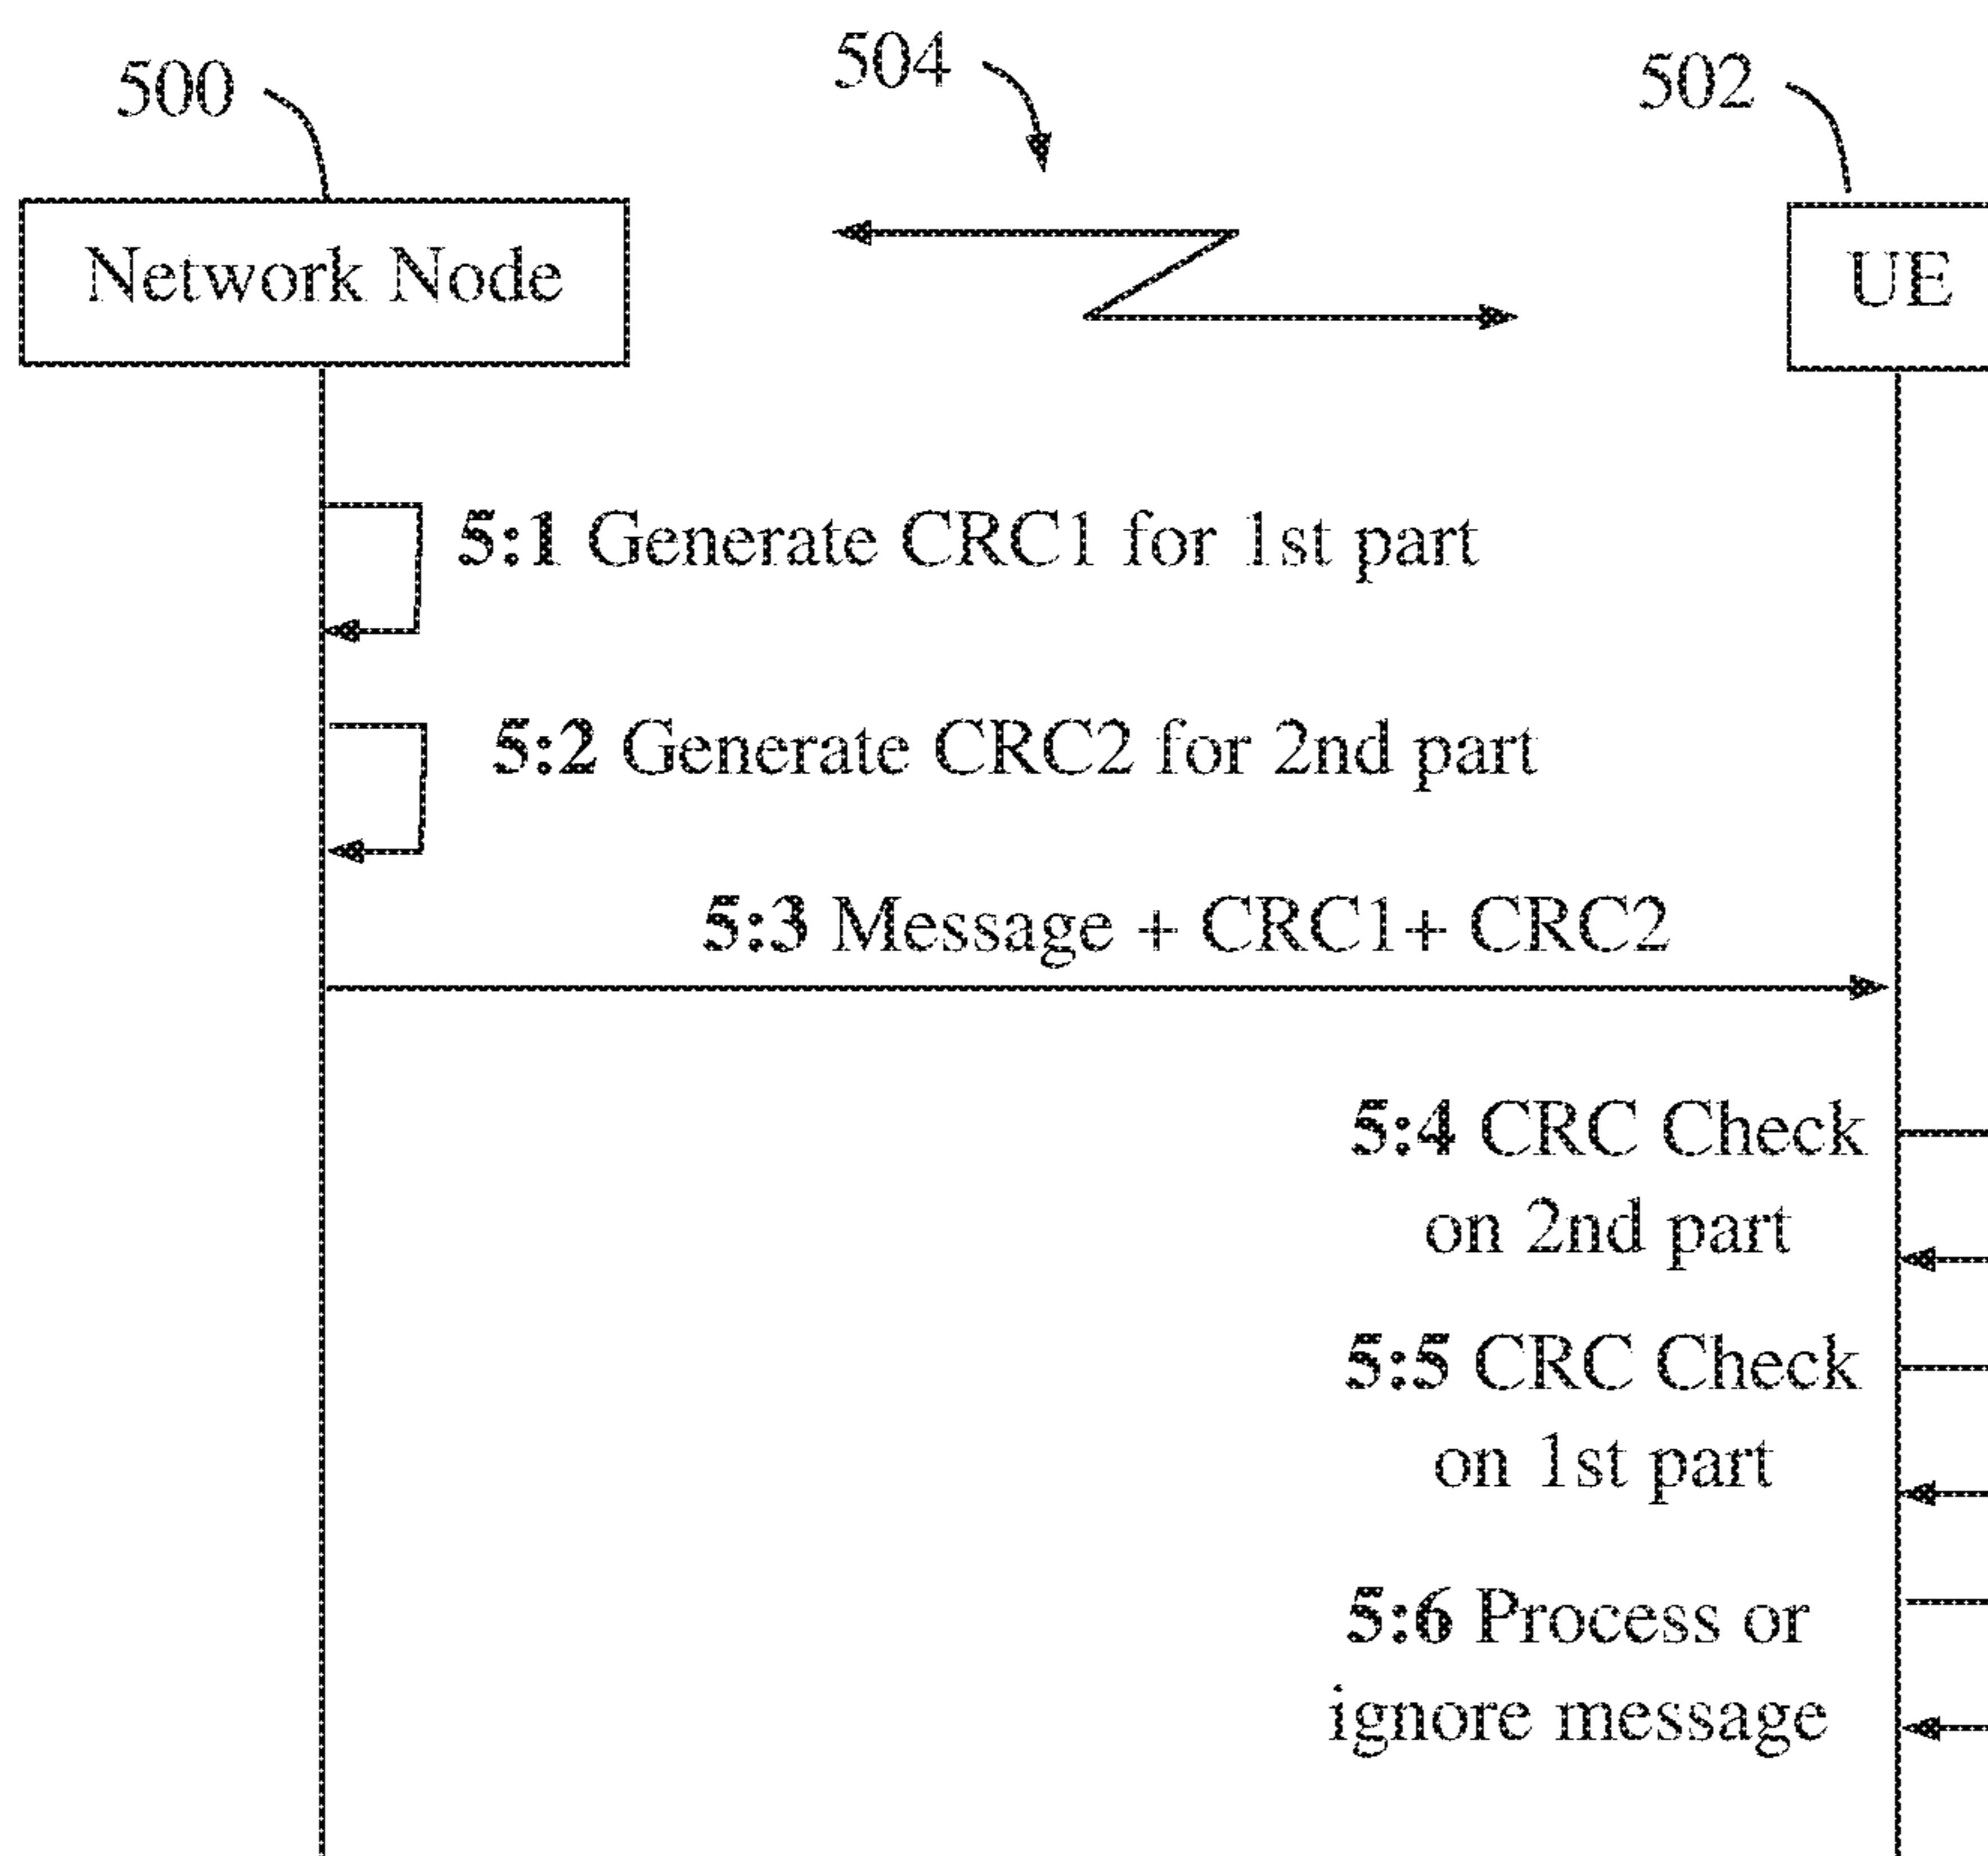 500
504
502
Network Node
UE
5:1 Generate CRC1 for 1st part
5:2 Generate CRC2 for 2nd part
5:3 Message + CRC1+ CRC2
5:4 CRC Check
on 2nd part
5:5 CRC Check
on 1st part
5:6 Process or
ignore message